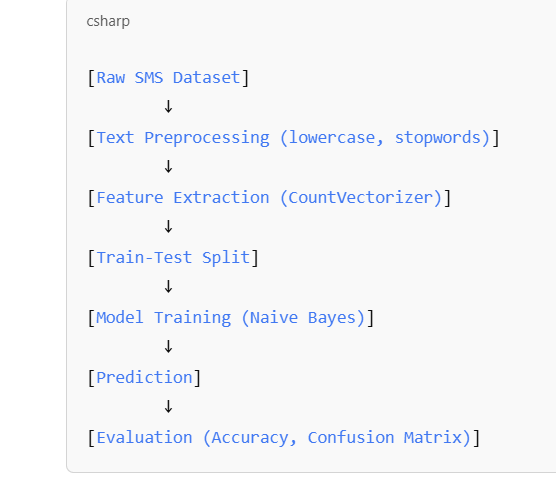 csharp
[Raw SMS Dataset]
↓
[Text Preprocessing (lowercase, stopwords)]
↓
[Feature Extraction (CountVectorizer)]
↓
[Train-Test Split]
↓
[Model Training (Naive Bayes)]
↓
[Prediction]
↓
[Evaluation (Accuracy, Confusion Matrix)]